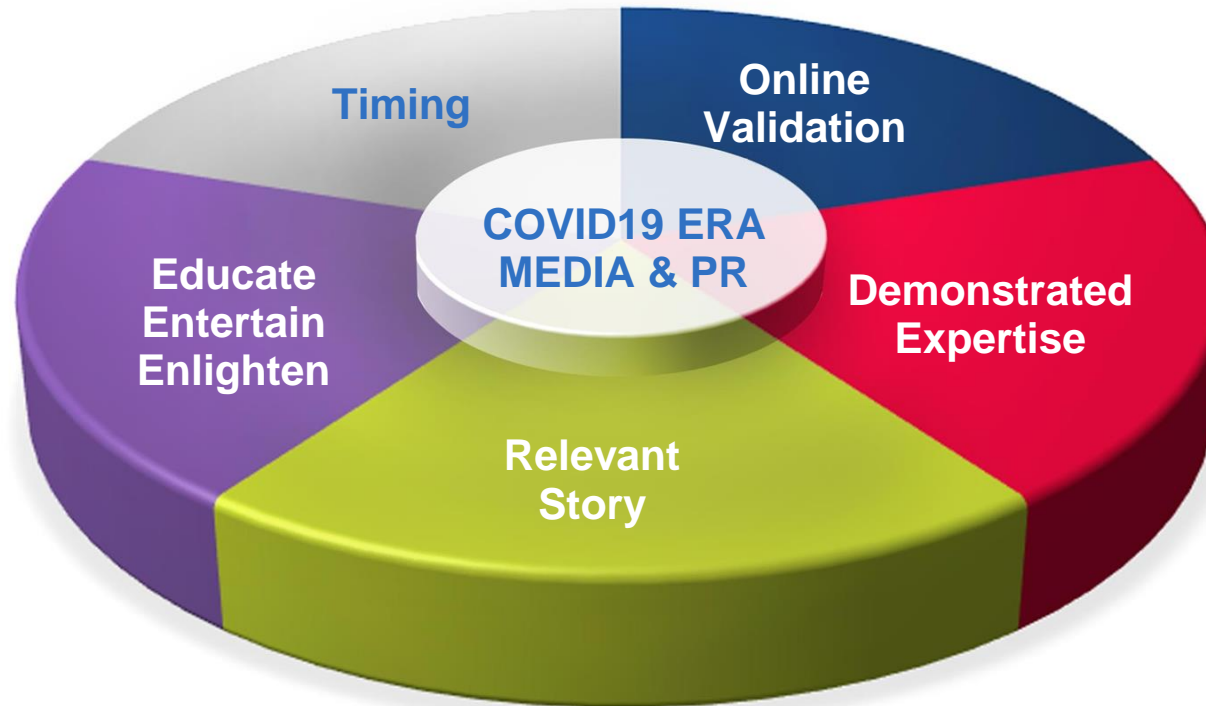 Timing
Online
Validation
COVID19 ERA
MEDIA & PR
Educate
Entertain
Enlighten
Demonstrated
Expertise
Relevant
Story